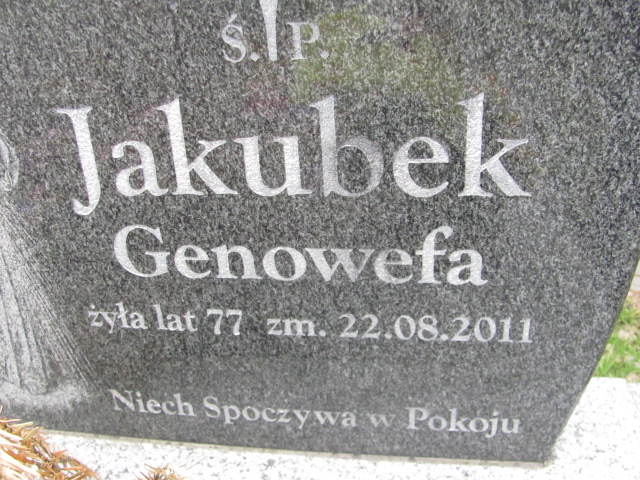 Ś. P.
Jakubek
Genowefa
żyła lat 77 zm. 22.08.2011
Niech Spoczywa w Pokoju